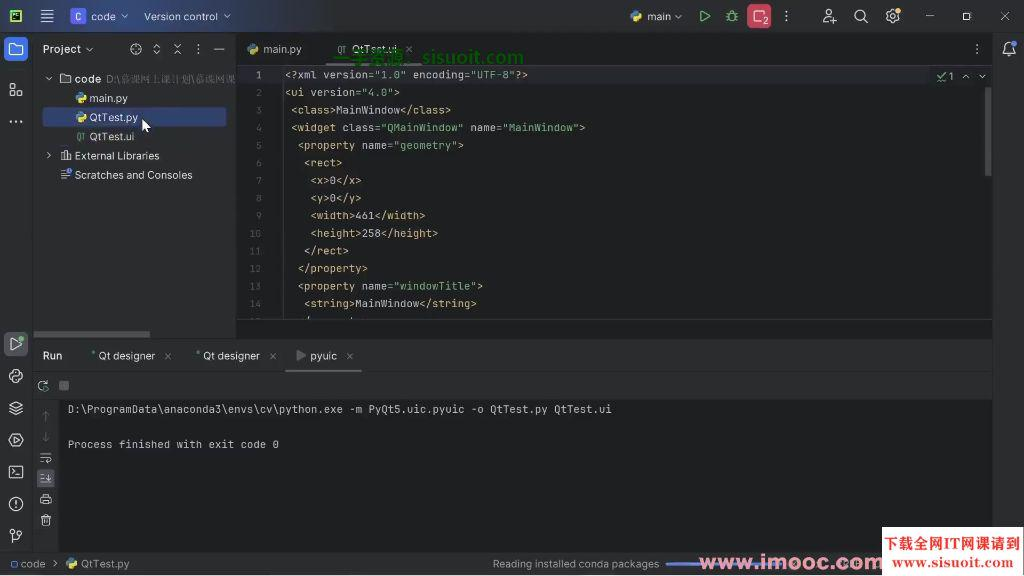 C code
Version control
main
2
Project
main.py
QtTest.ui
一手资源：sisuoit.com
code D:\慕课网上课计划\慕课网课
main.py
QtTest.py
QtTest.ui
External Libraries
Scratches and Consoles
1 <?xml version="1.0" encoding="UTF-8"?>
2 <ui version="4.0">
3 <class>MainWindow</class>
4 <widget class="QMainWindow" name="MainWindow">
5 <property name="geometry">
6 <rect>
7 <x>0</x>
8 <y>0</y>
9 <width>461</width>
10 <height>258</height>
11 </rect>
12 </property>
13 <property name="windowTitle">
14 <string>MainWindow</string>
1
Run
Qt designer
Qt designer
pyuic
D:\ProgramData\anaconda3\envs\cv\python.exe -m PyQt5.uic.pyuic -o QtTest.py QtTest.ui
Process finished with exit code 0
code > QtTest.py
Reading installed conda packages
www.imooc.com
下载全网IT网课请到
www.sisuoit.com